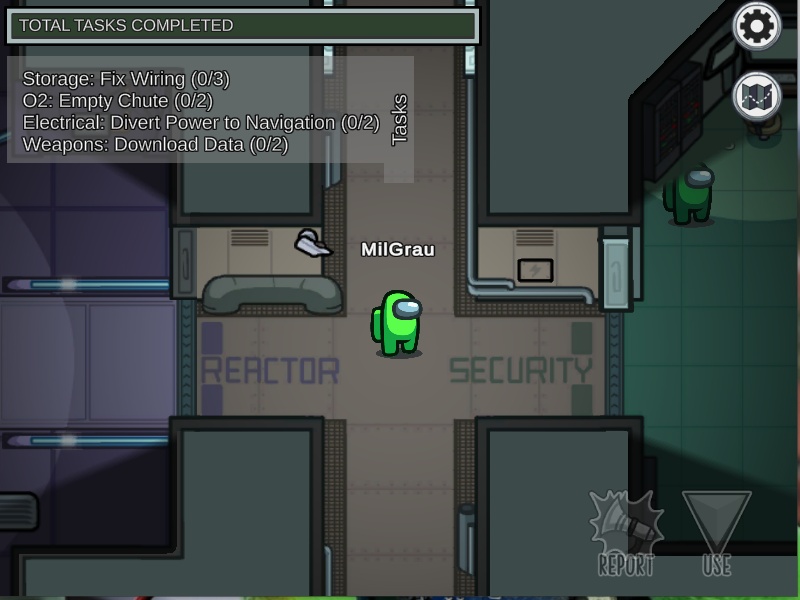 TOTAL TASKS COMPLETED
Storage: Fix Wiring (0/3)
O2: Empty Chute (0/2)
Electrical: Divert Power to Navigation (0/2)
Weapons: Download Data (0/2)
Tasks
MilGrau
REACTOR
SECURITY
REPORT
USE